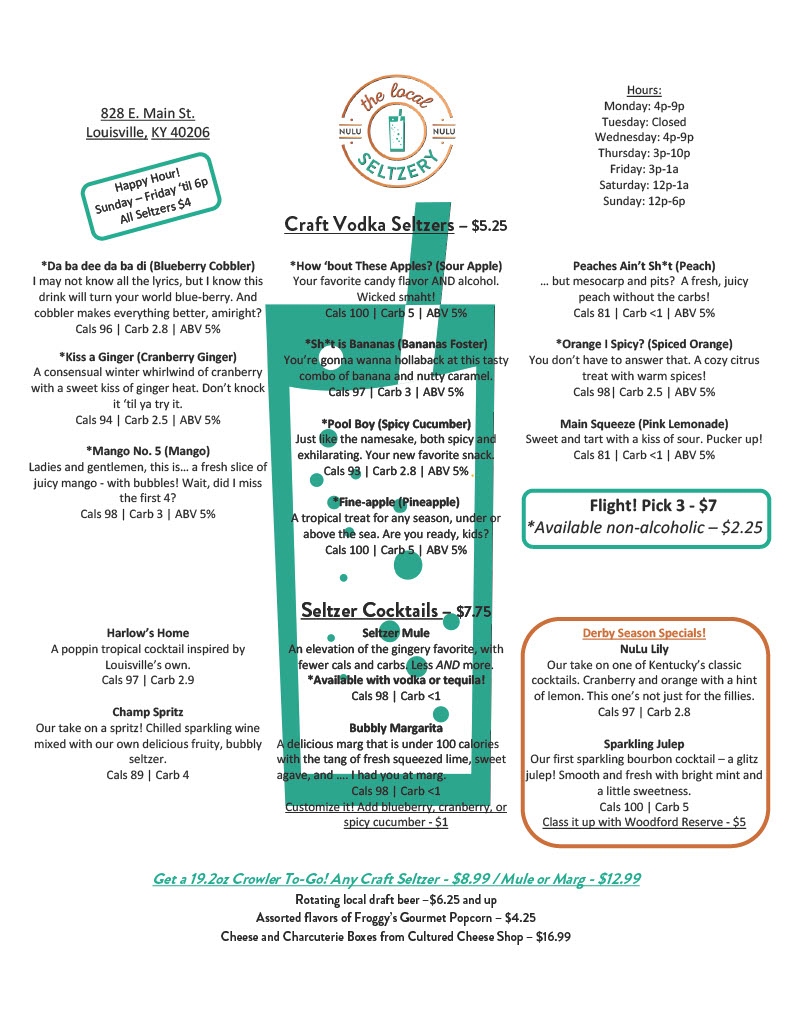 828 E. Main St.
Louisville, KY 40206
Happy Hour!
Sunday – Friday ‘til 6p
All Seltzers $4
the local
NULU NULU
SELTZERY
Hours:
Monday: 4p-9p
Tuesday: Closed
Wednesday: 4p-9p
Thursday: 3p-10p
Friday: 3p-1a
Saturday: 12p-1a
Sunday: 12p-6p
Craft Vodka Seltzers – $5.25
*Da ba dee da ba di (Blueberry Cobbler)
I may not know all the lyrics, but I know this
drink will turn your world blue-berry. And
cobbler makes everything better, amiright?
Cals 96 | Carb 2.8 | ABV 5%
*Kiss a Ginger (Cranberry Ginger)
A consensual winter whirlwind of cranberry
with a sweet kiss of ginger heat. Don’t knock
it ‘til ya try it.
Cals 94 | Carb 2.5 | ABV 5%
*Mango No. 5 (Mango)
Ladies and gentlemen, this is… a fresh slice of
juicy mango - with bubbles! Wait, did I miss
the first 4?
Cals 98 | Carb 3 | ABV 5%
*How ‘bout These Apples? (Sour Apple)
Your favorite candy flavor AND alcohol.
Wicked smaht!
Cals 100 | Carb 5 | ABV 5%
*Sh*t is Bananas (Bananas Foster)
You’re gonna wanna hollaback at this tasty
combo of banana and nutty caramel.
Cals 97 | Carb 3 | ABV 5%
*Pool Boy (Spicy Cucumber)
Just like the namesake, both spicy and
exhilarating. Your new favorite snack.
Cals 93 | Carb 2.8 | ABV 5%
*Fine-apple (Pineapple)
A tropical treat for any season, under or
above the sea. Are you ready, kids?
Cals 100 | Carb 5 | ABV 5%
Peaches Ain’t Sh*t (Peach)
… but mesocarp and pits? A fresh, juicy
peach without the carbs!
Cals 81 | Carb <1 | ABV 5%
*Orange I Spicy? (Spiced Orange)
You don’t have to answer that. A cozy citrus
treat with warm spices!
Cals 98| Carb 2.5 | ABV 5%
Main Squeeze (Pink Lemonade)
Sweet and tart with a kiss of sour. Pucker up!
Cals 81 | Carb <1 | ABV 5%
Flight! Pick 3 - $7
*Available non-alcoholic – $2.25
Seltzer Cocktails – $7.75
Harlow’s Home
A poppin tropical cocktail inspired by
Louisville’s own.
Cals 97 | Carb 2.9
Champ Spritz
Our take on a spritz! Chilled sparkling wine
mixed with our own delicious fruity, bubbly
seltzer.
Cals 89 | Carb 4
Seltzer Mule
An elevation of the gingery favorite, with
fewer cals and carbs. Less AND more.
*Available with vodka or tequila!
Cals 98 | Carb <1
Bubbly Margarita
A delicious marg that is under 100 calories
with the tang of fresh squeezed lime, sweet
agave, and …. I had you at marg.
Cals 98 | Carb <1
Customize it! Add blueberry, cranberry, or
spicy cucumber - $1
Derby Season Specials!
NuLu Lily
Our take on one of Kentucky’s classic
cocktails. Cranberry and orange with a hint
of lemon. This one’s not just for the fillies.
Cals 97 | Carb 2.8
Sparkling Julep
Our first sparkling bourbon cocktail – a glitz
julep! Smooth and fresh with bright mint and
a little sweetness.
Cals 100 | Carb 5
Class it up with Woodford Reserve - $5
Get a 19.2oz Crowler To-Go! Any Craft Seltzer - $8.99 / Mule or Marg - $12.99
Rotating local draft beer –$6.25 and up
Assorted flavors of Froggy’s Gourmet Popcorn – $4.25
Cheese and Charcuterie Boxes from Cultured Cheese Shop – $16.99